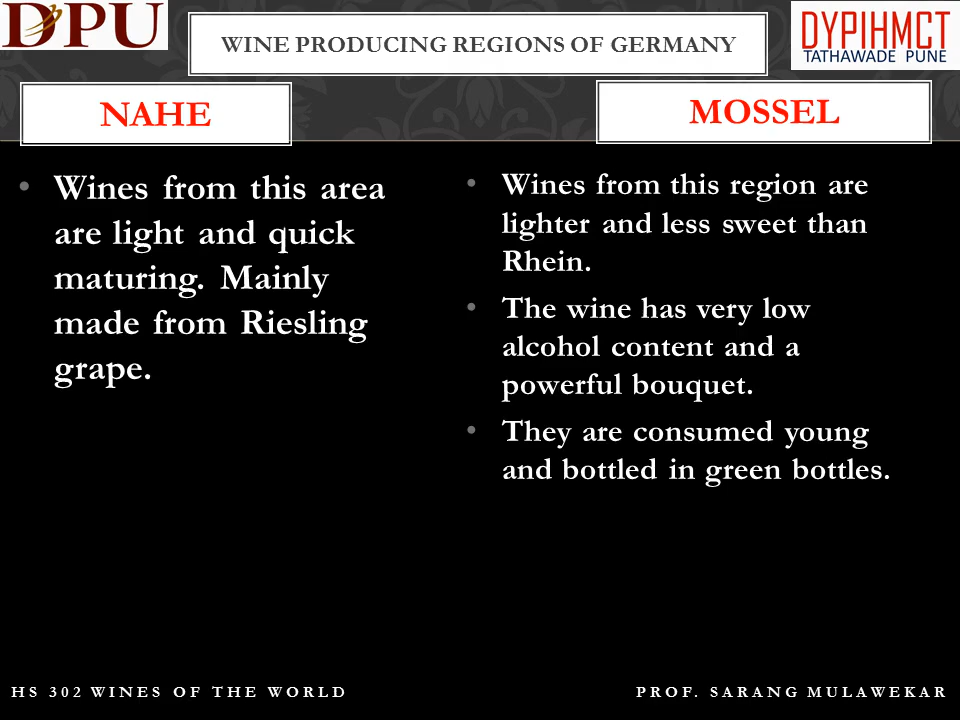 DPU
WINE PRODUCING REGIONS OF GERMANY
DYPIHMCT
TATHAWADE PUNE
NAHE
• Wines from this area
are light and quick
maturing. Mainly
made from Riesling
grape.
MOSSEL
• Wines from this region are
lighter and less sweet than
Rhein.
• The wine has very low
alcohol content and a
powerful bouquet.
• They are consumed young
and bottled in green bottles.
HS 302 WINES OF THE WORLD
PROF. SARANG MULAWEKAR